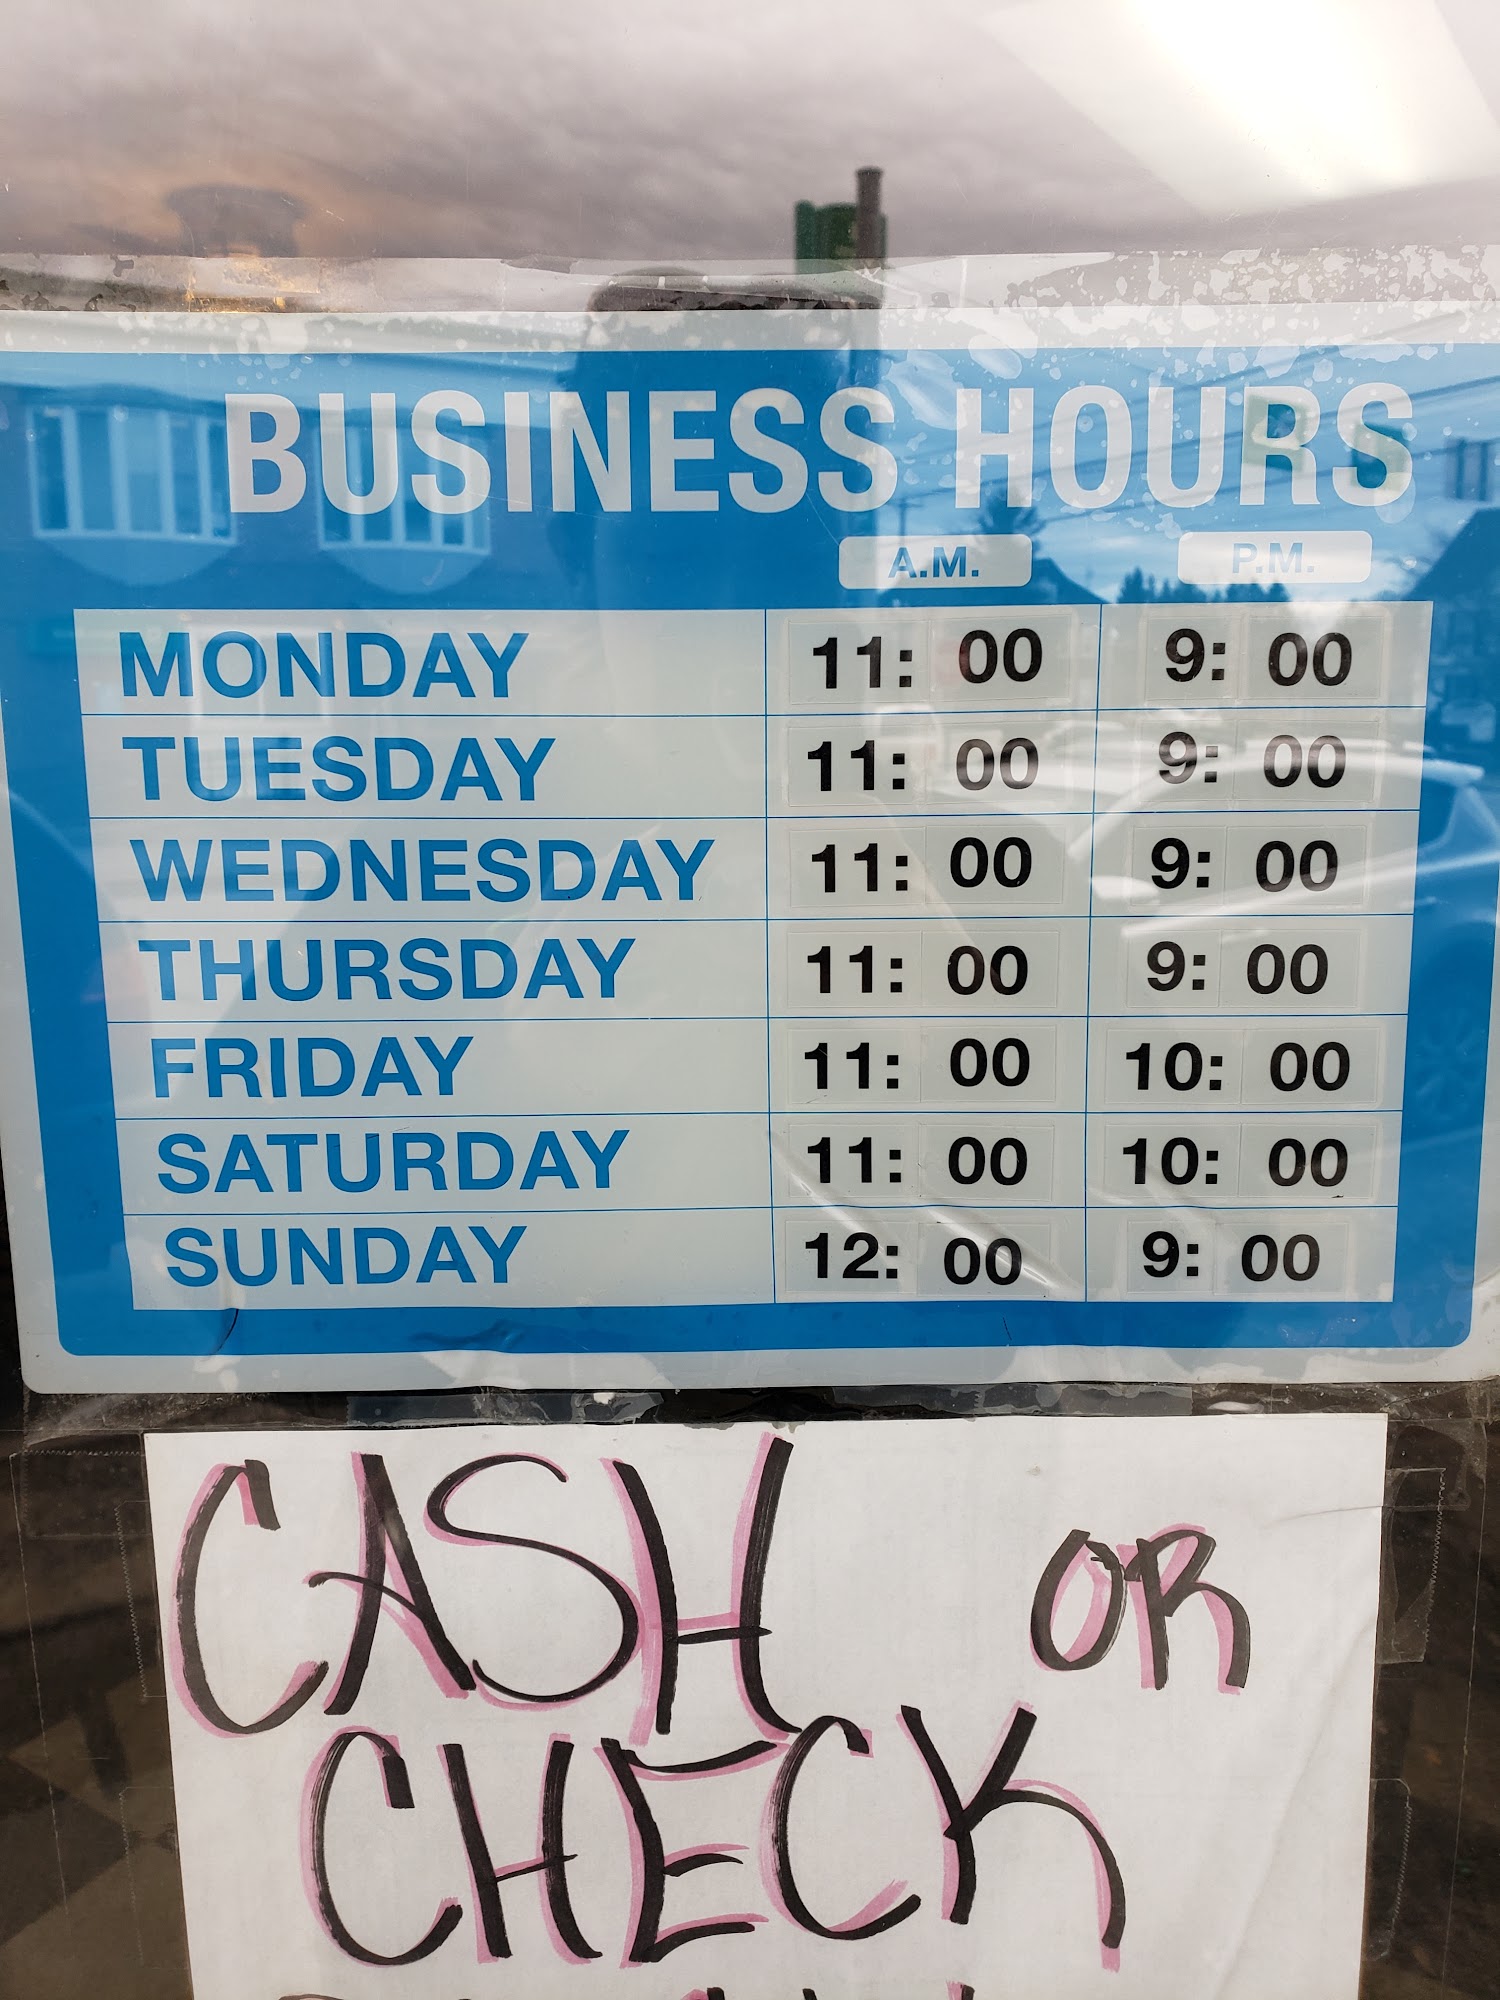 BUSINESS HOURS
A.M. P.M.
MONDAY 11: 00 9: 00
TUESDAY 11: 00 9: 00
WEDNESDAY 11: 00 9: 00
THURSDAY 11: 00 9: 00
FRIDAY 11: 00 10: 00
SATURDAY 11: 00 10: 00
SUNDAY 12: 00 9: 00
CASH OR
CHECK